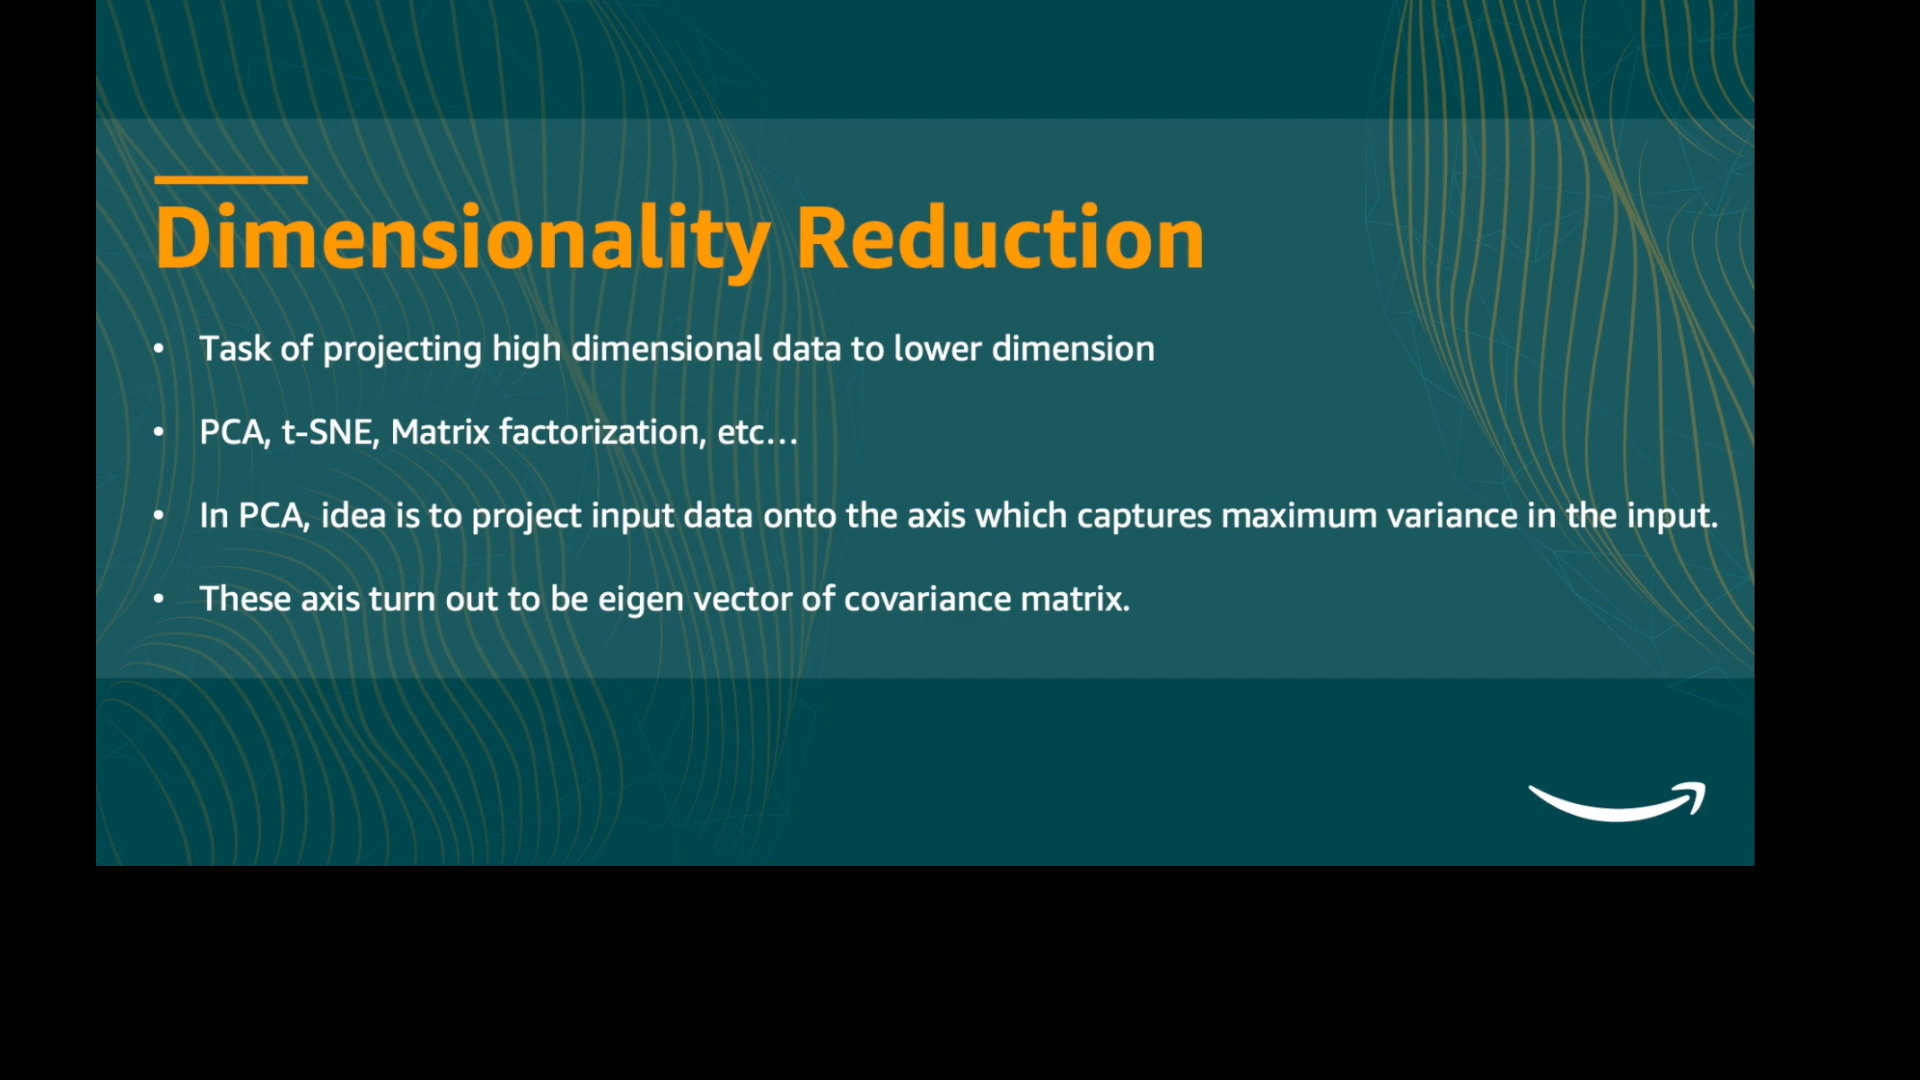 Dimensionality Reduction
• Task of projecting high dimensional data to lower dimension
• PCA, t-SNE, Matrix factorization, etc...
• In PCA, idea is to project input data onto the axis which captures maximum variance in the input.
• These axis turn out to be eigen vector of covariance matrix.